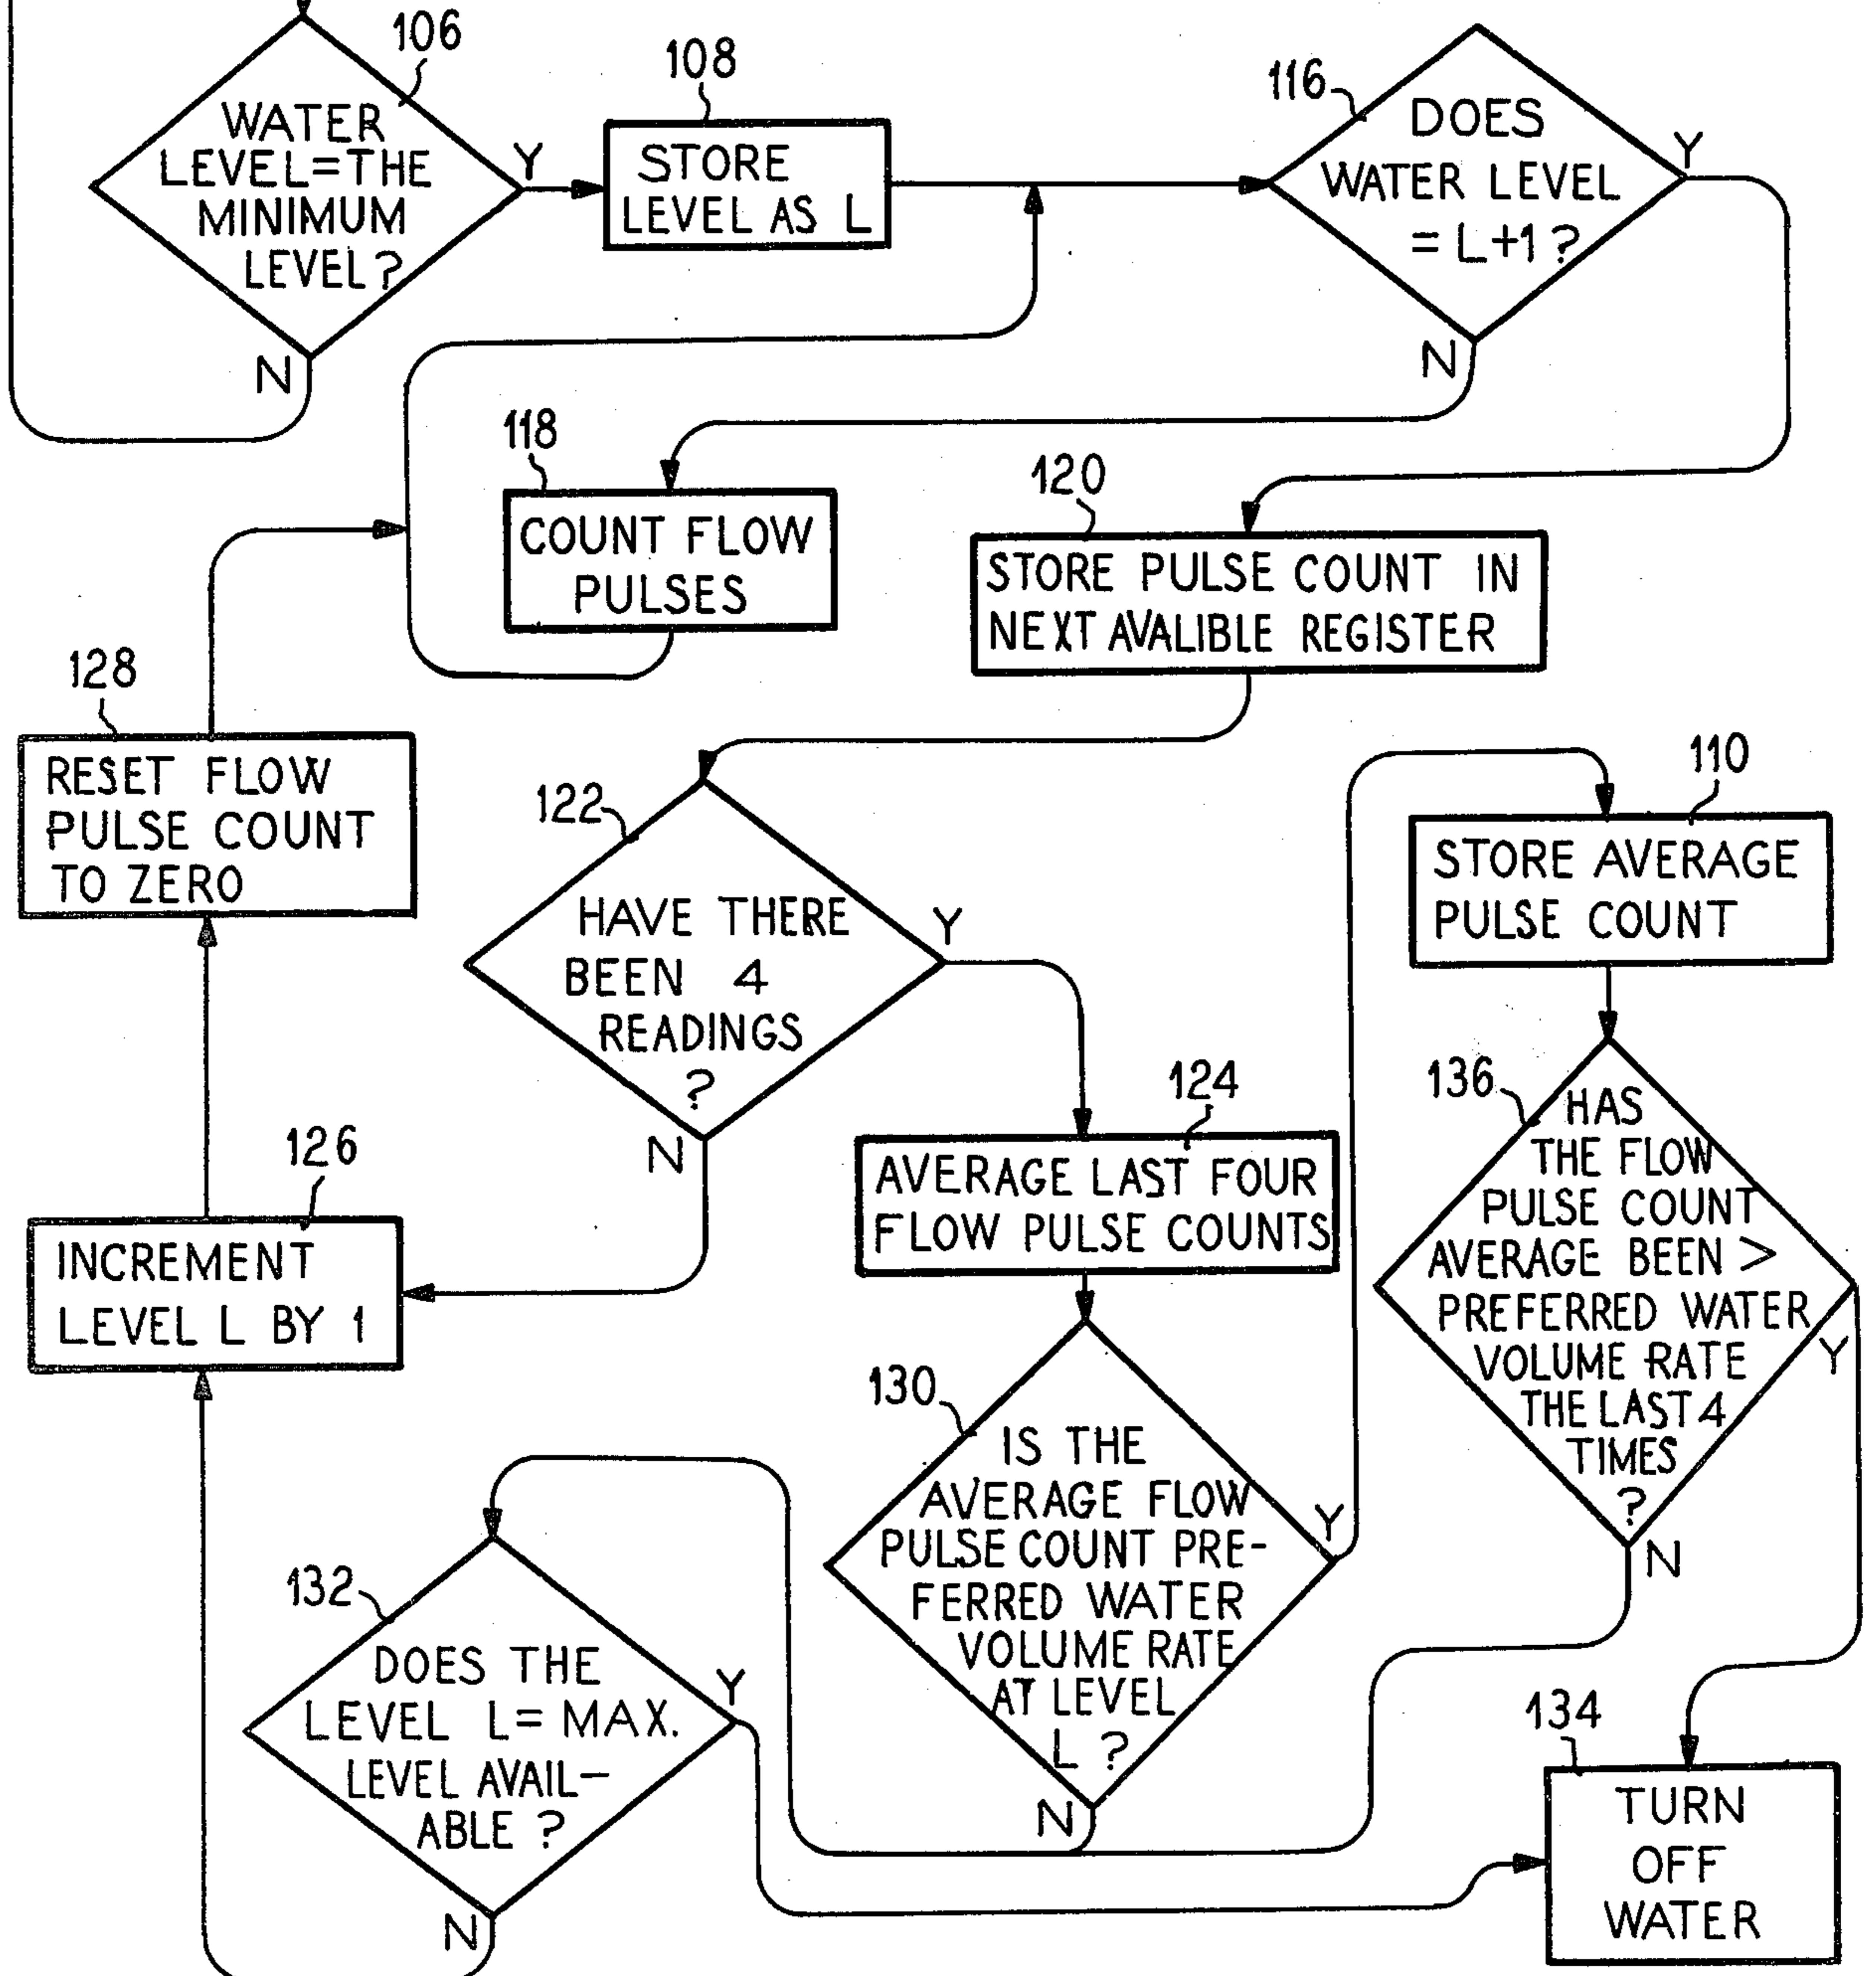 106
WATER
LEVEL=THE
MINIMUM
LEVEL?
Y
N
108
STORE
LEVEL AS L
116
DOES
WATER LEVEL
= L+1?
Y
N
118
COUNT FLOW
PULSES
120
STORE PULSE COUNT IN
NEXT AVALIBLE REGISTER
128
RESET FLOW
PULSE COUNT
TO ZERO
122
HAVE THERE
BEEN 4
READINGS
?
Y
N
110
STORE AVERAGE
PULSE COUNT
126
INCREMENT
LEVEL L BY 1
124
AVERAGE LAST FOUR
FLOW PULSE COUNTS
136
HAS
THE FLOW
PULSE COUNT
AVERAGE BEEN >
PREFERRED WATER
VOLUME RATE
THE LAST 4
TIMES
?
Y
N
130
IS THE
AVERAGE FLOW
PULSE COUNT PRE-
FERRED WATER
VOLUME RATE
AT LEVEL
L ?
Y
N
132
DOES THE
LEVEL L= MAX.
LEVEL AVAIL-
ABLE ?
Y
N
134
TURN
OFF
WATER